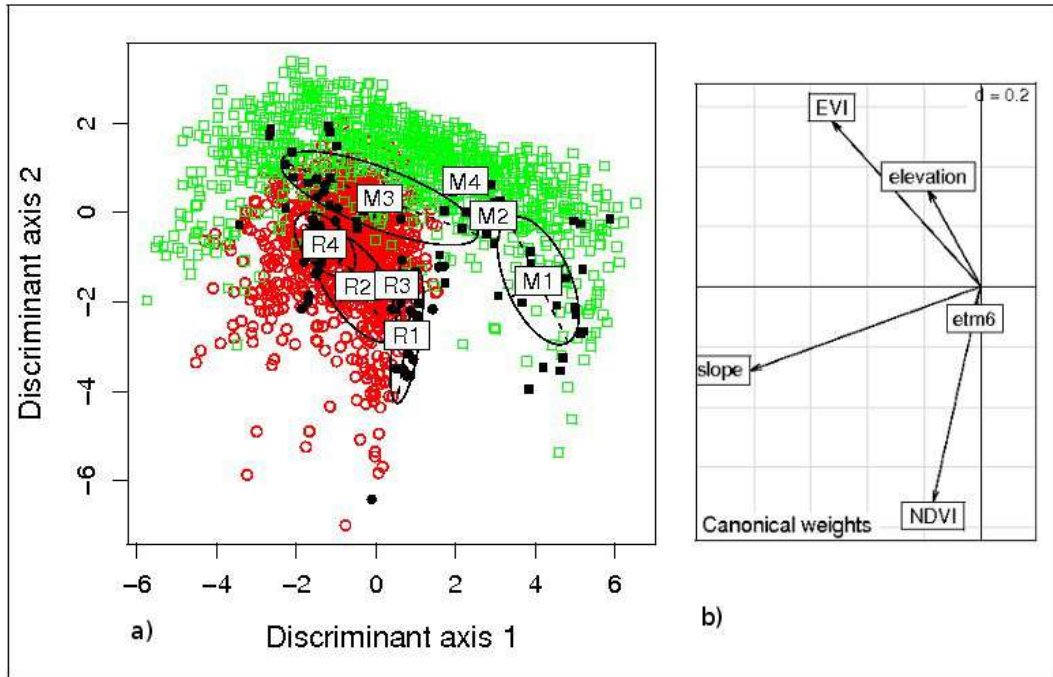 Discriminant axis 2
2
0
−2
−4
−6
M4
M3
M2
R4
M1
R2
R3
R1
−6 −4 −2 0 2 4 6
a)
Discriminant axis 1
d = 0.2
EVI
elevation
etm6
slope
NDVI
Canonical weights
b)